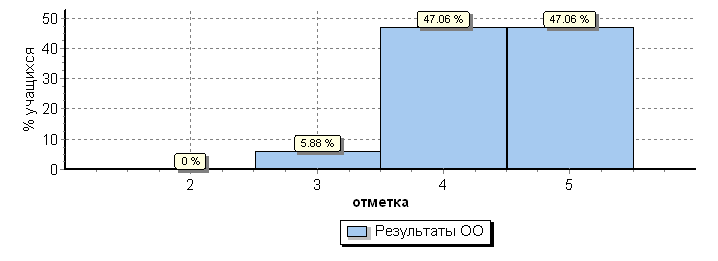 % учащихся
50
40
30
20
10
0
0 %
5.88 %
47.06 %
47.06 %
2 3 4 5
отметка
Результаты ОО